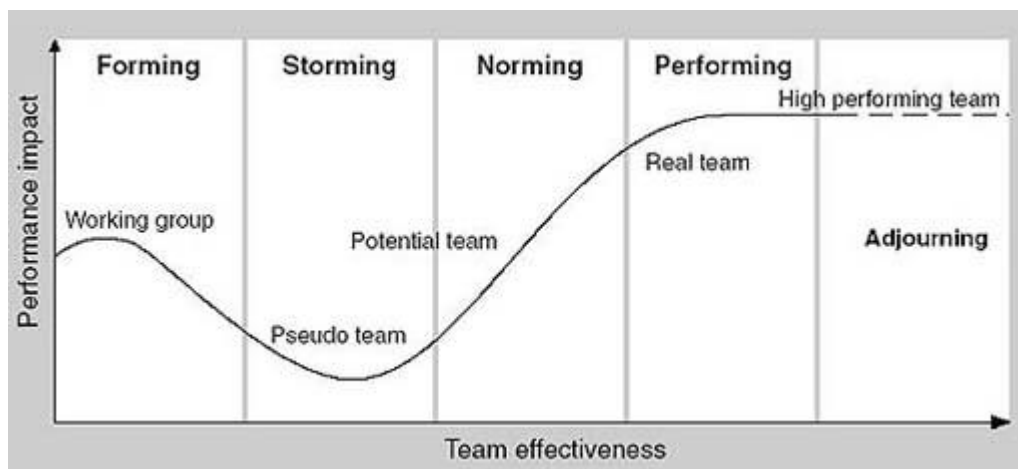 Forming
Storming
Norming
Performing
High performing team
Real team
Working group
Potential team
Adjourning
Pseudo team
Performance impact
Team effectiveness